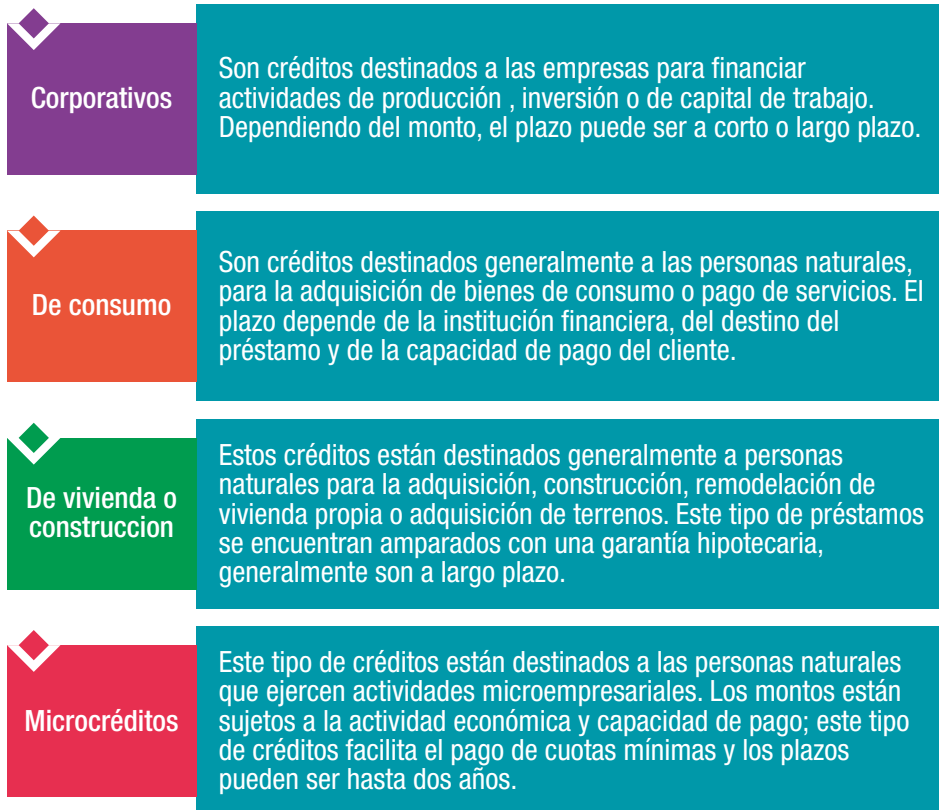 Corporativos
Son créditos destinados a las empresas para financiar
actividades de producción , inversión o de capital de trabajo.
Dependiendo del monto, el plazo puede ser a corto o largo plazo.
De consumo
Son créditos destinados generalmente a las personas naturales,
para la adquisición de bienes de consumo o pago de servicios. El
plazo depende de la institución financiera, del destino del
préstamo y de la capacidad de pago del cliente.
De vivienda o
construccion
Estos créditos están destinados generalmente a personas
naturales para la adquisición, construcción, remodelación de
vivienda propia o adquisición de terrenos. Este tipo de préstamos
se encuentran amparados con una garantía hipotecaria,
generalmente son a largo plazo.
Microcréditos
Este tipo de créditos están destinados a las personas naturales
que ejercen actividades microempresariales. Los montos están
sujetos a la actividad económica y capacidad de pago; este tipo
de créditos facilita el pago de cuotas mínimas y los plazos
pueden ser hasta dos años.